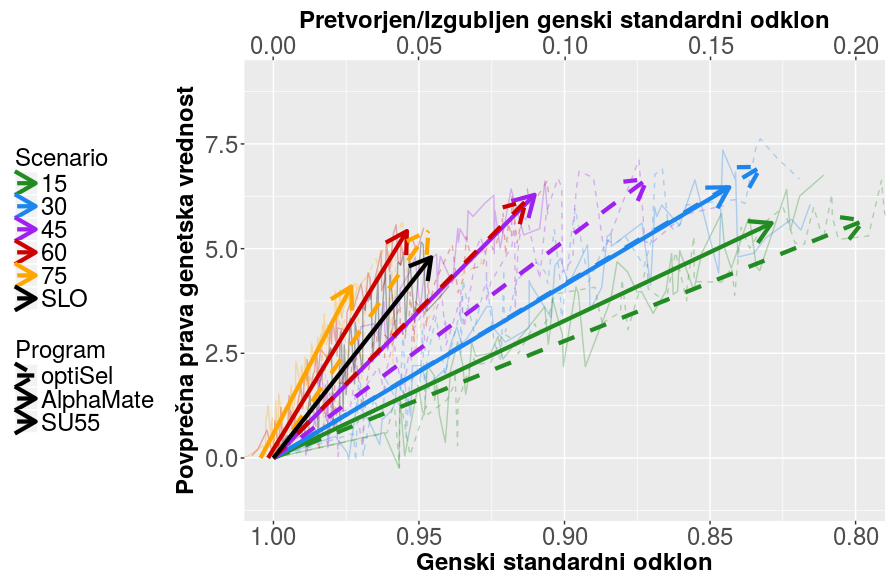 Pretvorjen/Izgubljen genski standardni odklon
0.00 0.05 0.10 0.15 0.20
Povprečna prava genetska vrednost
7.5
5.0
2.5
0.0
Scenario
15
30
45
60
75
SLO
Program
optiSel
AlphaMate
SU55
1.00 0.95 0.90 0.85 0.80
Genski standardni odklon